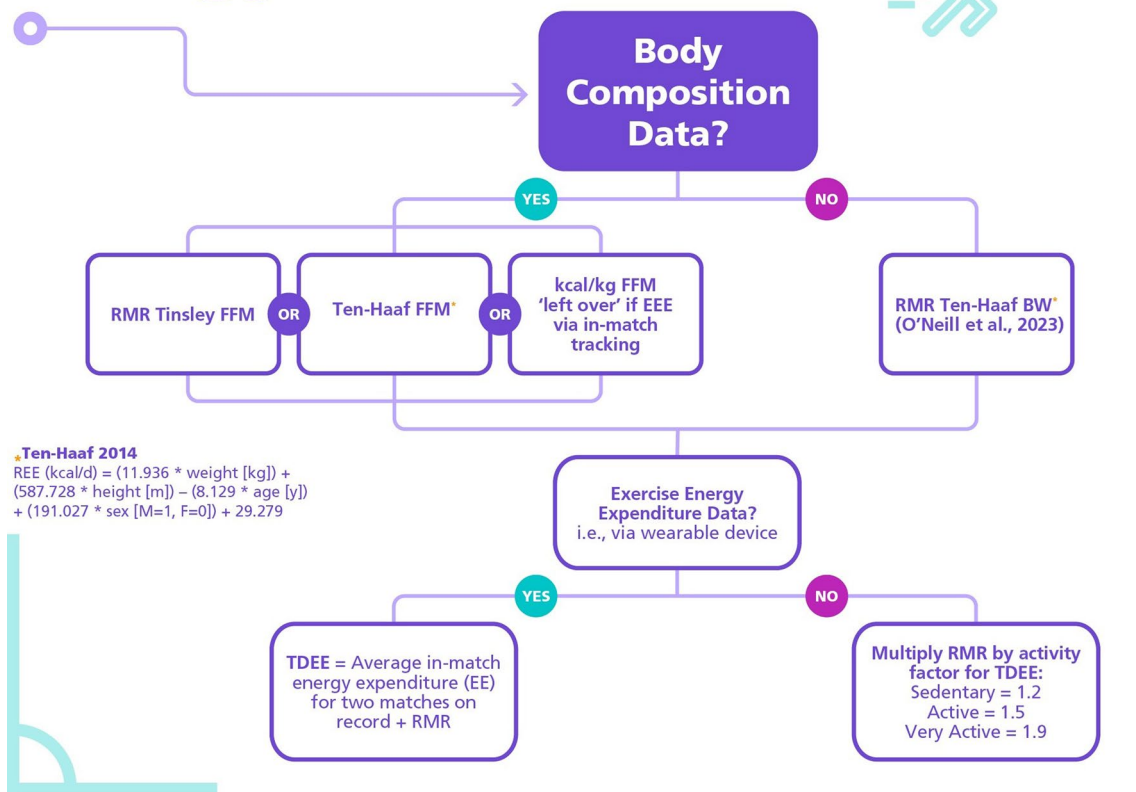 Body
Composition
Data?
YES
NO
RMR Tinsley FFM
OR
Ten-Haaf FFM*
OR
kcal/kg FFM
‘left over’ if EEE
via in-match
tracking
RMR Ten-Haaf BW*
(O’Neill et al., 2023)
*Ten-Haaf 2014
REE (kcal/d) = (11.936 * weight [kg]) +
(587.728 * height [m]) – (8.129 * age [y])
+ (191.027 * sex [M=1, F=0]) + 29.279
Exercise Energy
Expenditure Data?
i.e., via wearable device
YES
NO
TDEE = Average in-match
energy expenditure (EE)
for two matches on
record + RMR
Multiply RMR by activity
factor for TDEE:
Sedentary = 1.2
Active = 1.5
Very Active = 1.9